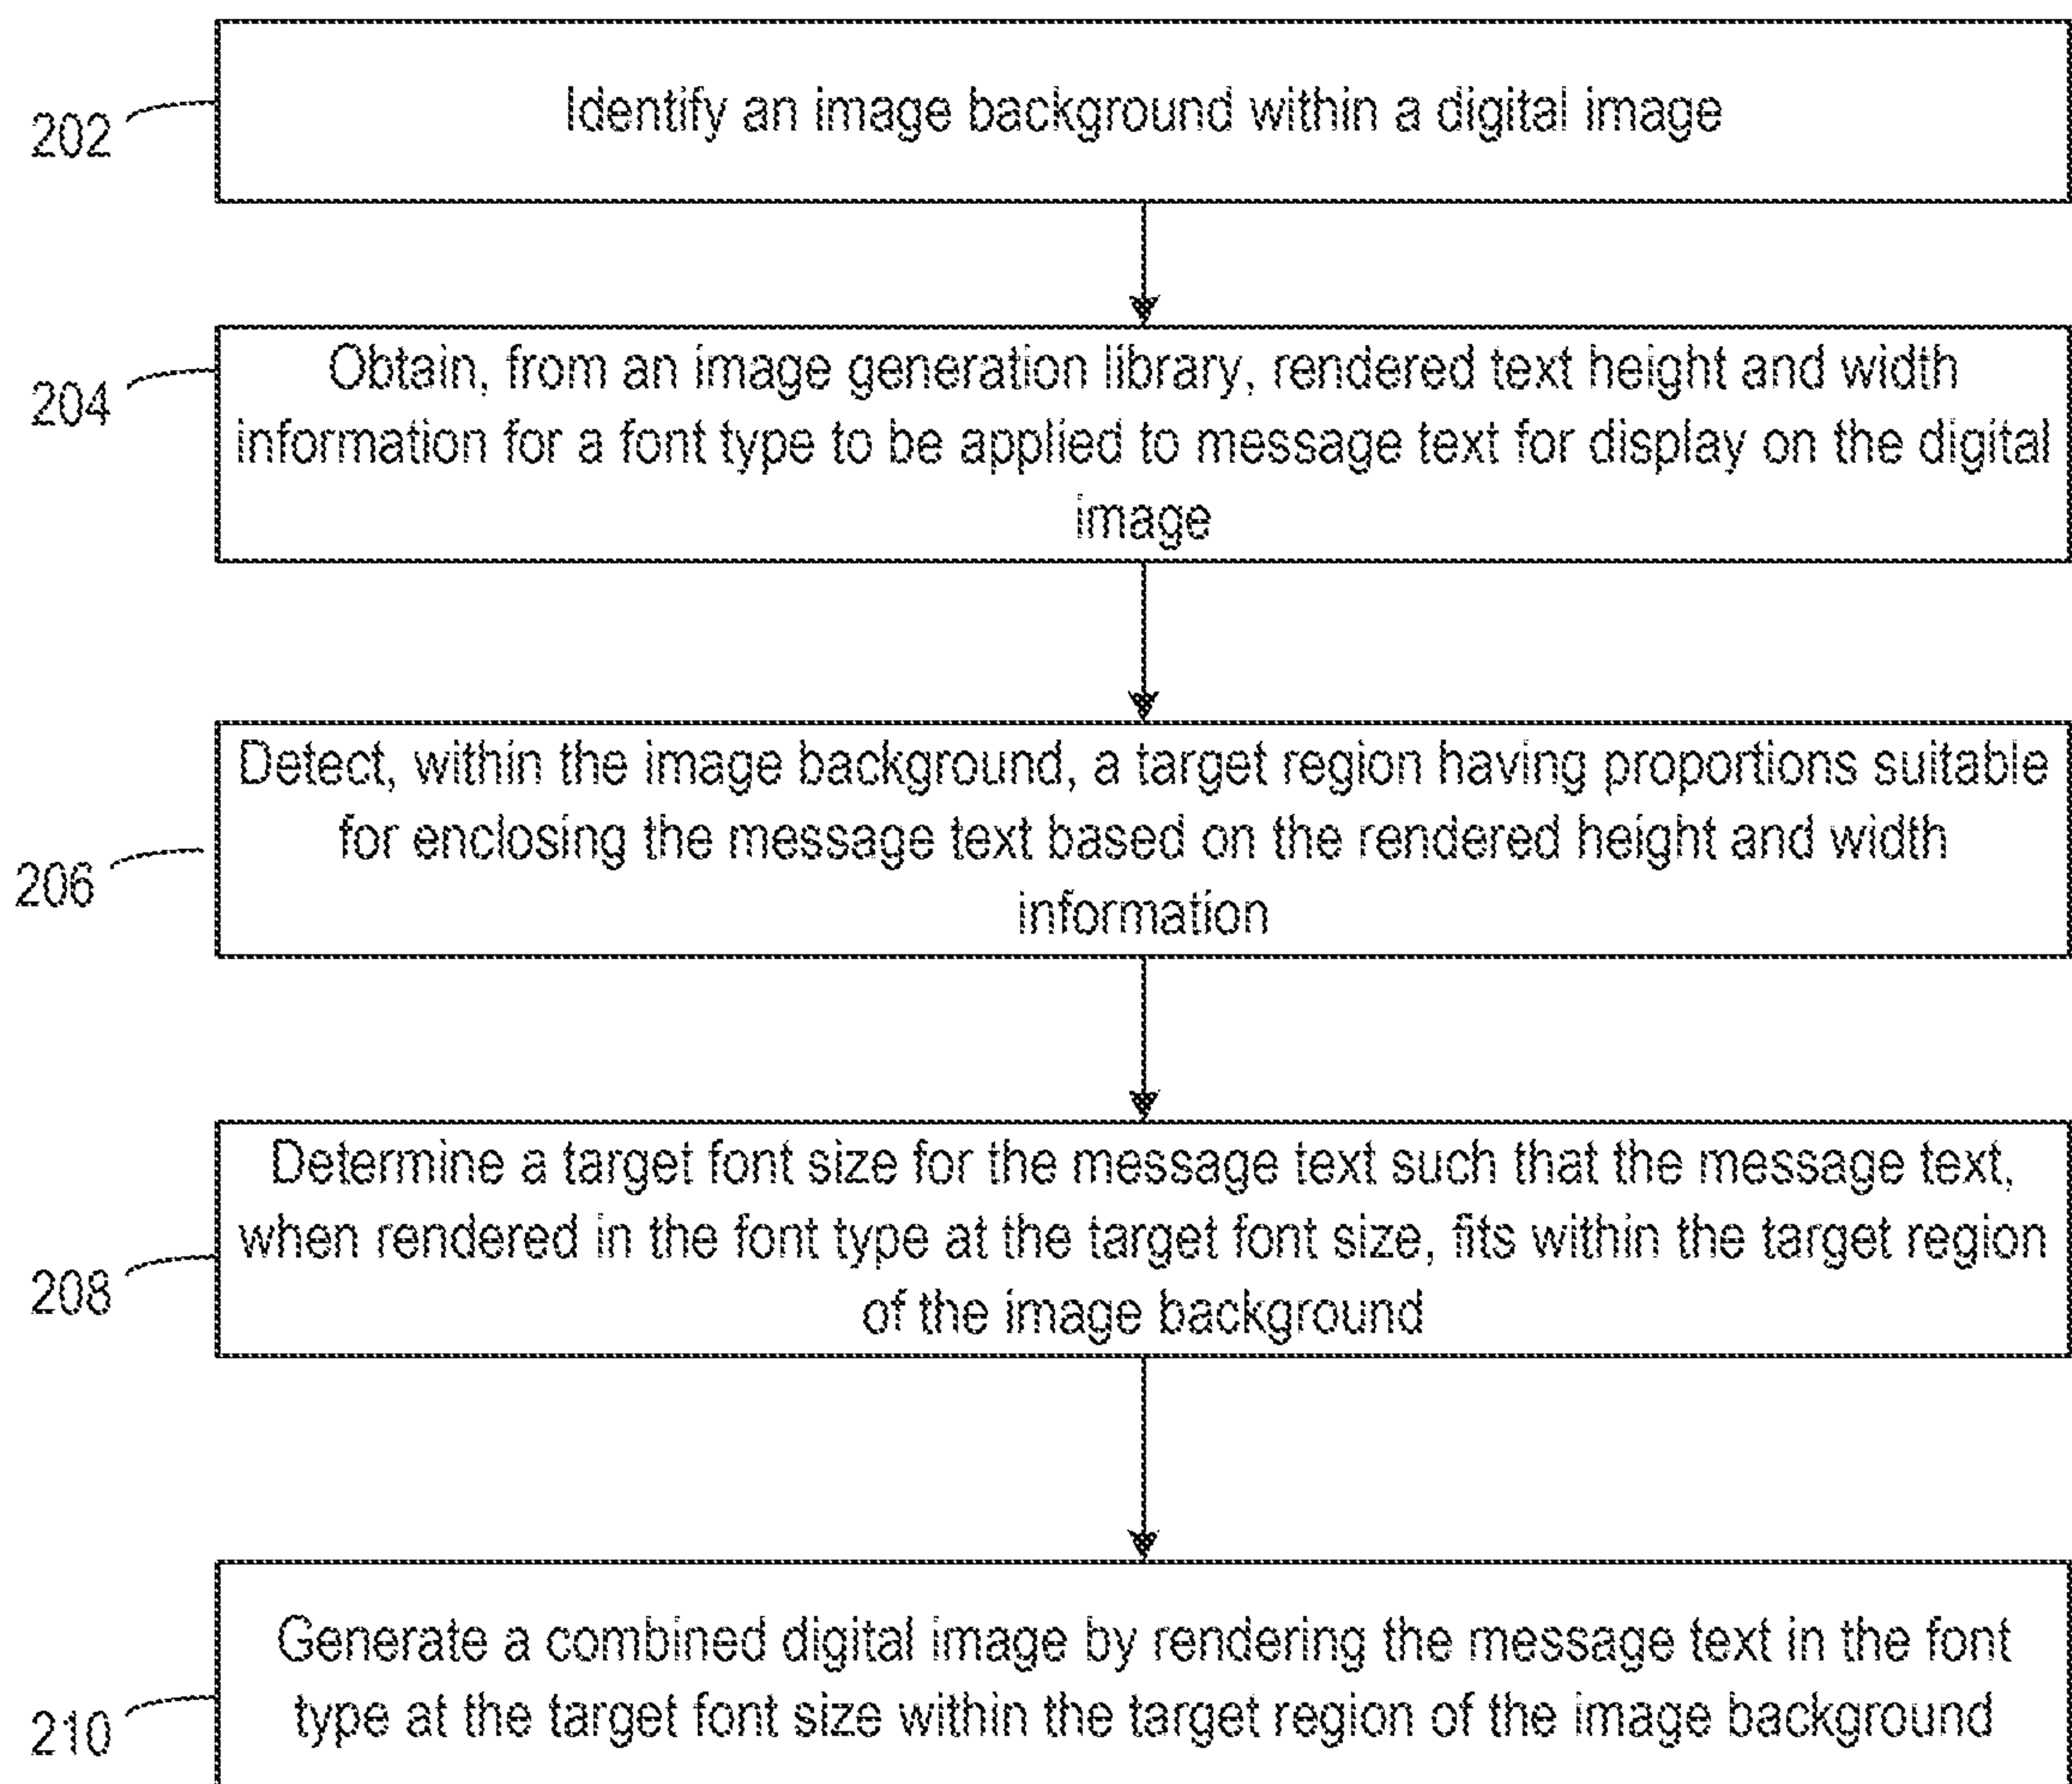 Identify an image background within a digital image
202
Obtain, from an image generation library, rendered text height and width
information for a font type to be applied to message text for display on the digital
image
204
Detect, within the image background, a target region having proportions suitable
for enclosing the message text based on the rendered height and width
information
206
Determine a target font size for the message text such that the message text,
when rendered in the font type at the target font size, fits within the target region
of the image background
208
Generate a combined digital image by rendering the message text in the font
type at the target font size within the target region of the image background
210